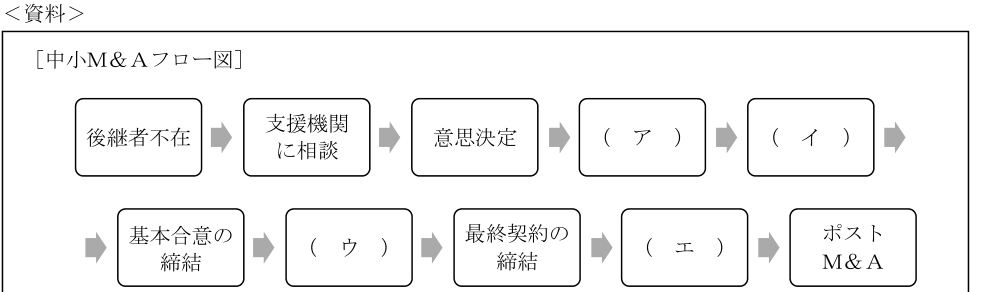 ＜資料＞
［中小Ｍ＆Ａフロー図］
後継者不在
支援機関
に相談
意思決定
（　ア　）
（　イ　）
基本合意の
締結
（　ウ　）
最終契約の
締結
（　エ　）
ポスト
Ｍ＆Ａ